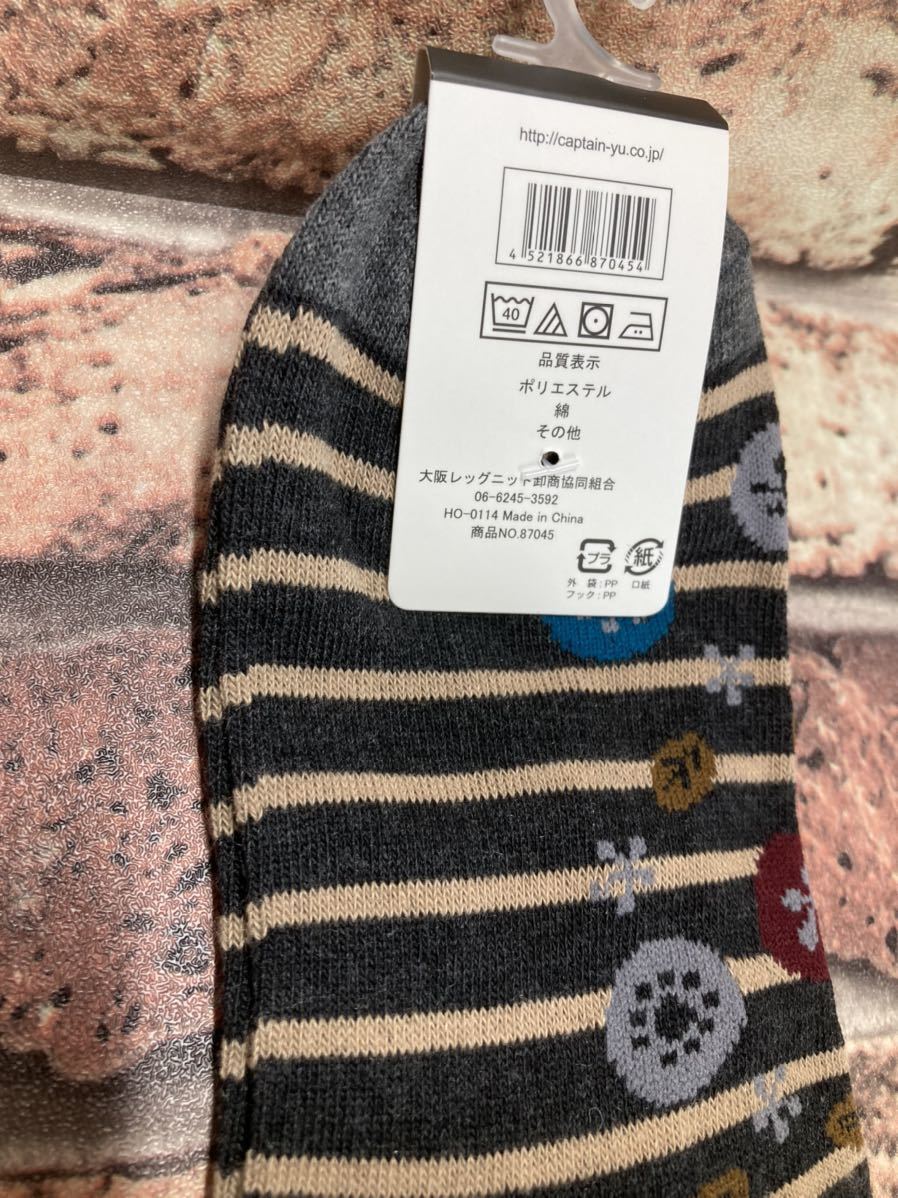 http://captain-yu.co.jp/
4 521866 870454
40
品質表示
ポリエステル
綿
その他
大阪レッグニット卸商協同組合
06-6245-3592
HO-0114 Made in China
商品NO.87045
プラ
紙
外 袋:PP
フック:PP
口紙